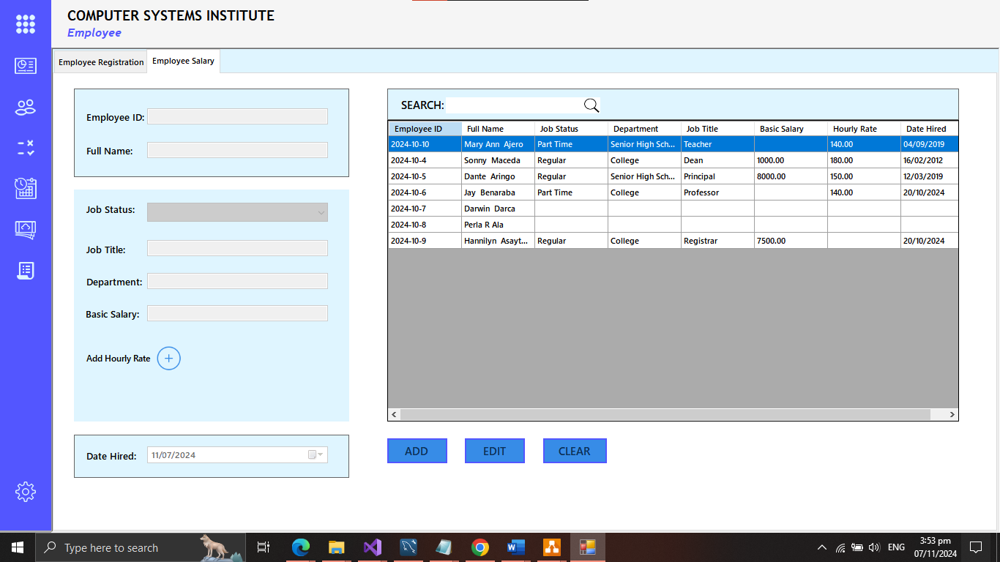 COMPUTER SYSTEMS INSTITUTE
Employee
Employee Registration
Employee Salary
Employee ID:
Full Name:
Job Status:
Job Title:
Department:
Basic Salary:
Add Hourly Rate
Date Hired: 11/07/2024
SEARCH:
Employee ID Full Name Job Status Department Job Title Basic Salary Hourly Rate Date Hired
2024-10-10 Mary Ann Ajero Part Time Senior High Sch... Teacher 140.00 04/09/2019
2024-10-4 Sonny Maceda Regular College Dean 1000.00 180.00 16/02/2012
2024-10-5 Dante Aringo Regular Senior High Sch... Principal 8000.00 150.00 12/03/2019
2024-10-6 Jay Benaraba Part Time College Professor 140.00 20/10/2024
2024-10-7 Darwin Darca
2024-10-8 Perla R Ala
2024-10-9 Hannilyn Asayt... Regular College Registrar 7500.00 20/10/2024
ADD EDIT CLEAR
Type here to search
ENG
3:53 pm
07/11/2024